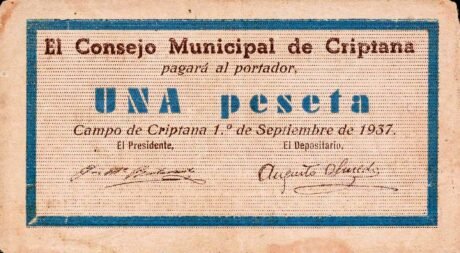 El Consejo Municipal de Criptana
pagará al portador,
UNA peseta
Campo de Criptana 1.º de Septiembre de 1937.
El Presidente, El Depositario,
Augusto